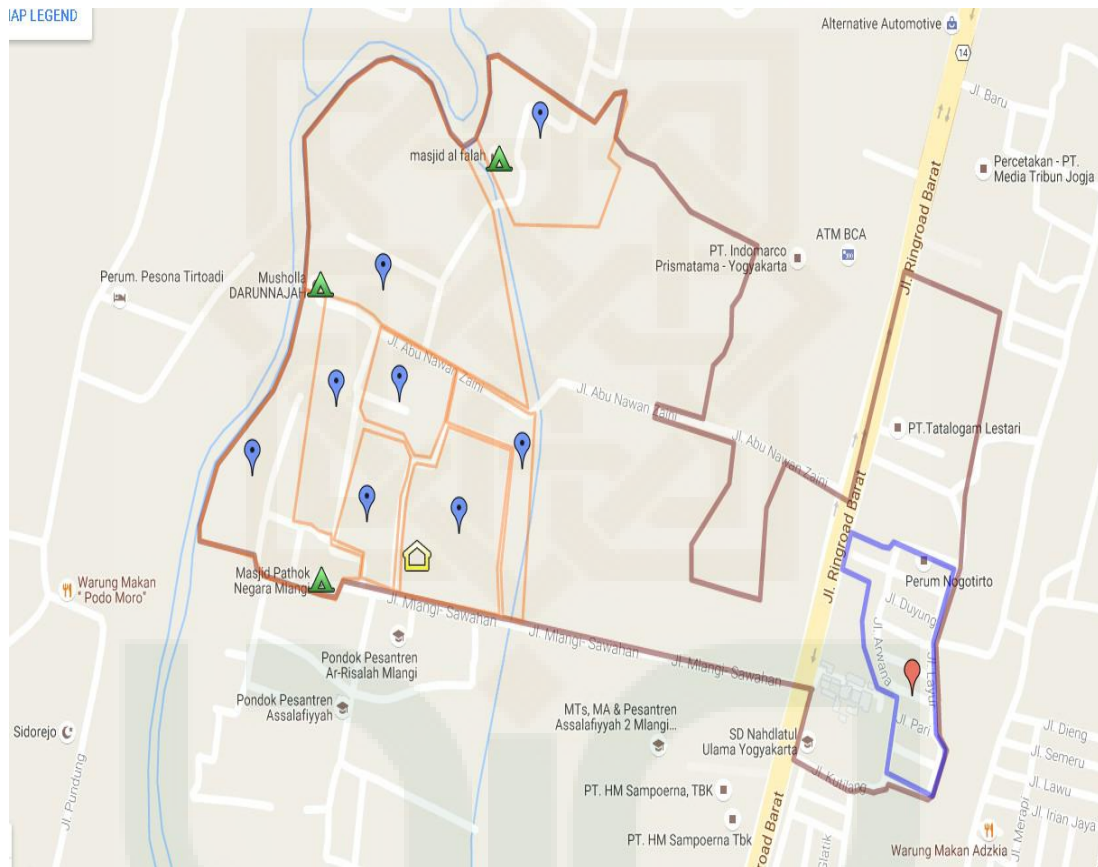 MAP LEGEND
Alternative Automotive
14
Jl. Baru
Jl. Ringroad Barat
Percetakan - PT.
Media Tribun Jogja
masjid al falah
ATM BCA
PT. Indomarco
Prismatama - Yogyakarta
Perum. Pesona Tirtoadi
Musholla
DARUNNAJAH
Jl. Abu Nawan Zaini
Jl. Abu Nawan Zaini
Jl. Abu Nawan Zaini
PT.Tatalogam Lestari
Jl. Ringroad Barat
Perum Nogotirto
Masjid Pathok
Negara Mlangi
Warung Makan
" Podo Moro"
Jl. Mlangi- Sawahan
Jl. Mlangi- Sawahan
Jl. Mlangi- Sawahan
Jl. Duyung
Jl. Arwana
Jl. Layur
Jl. Pari
Pondok Pesantren
Ar-Risalah Mlangi
Pondok Pesantren
Assalafiyyah
MTs, MA & Pesantren
Assalafiyyah 2 Mlangi...
SD Nahdlatul
Ulama Yogyakarta
Sidorejo
Jl. Pundung
Jl. Kutilang
PT. HM Sampoerna, TBK
PT. HM Sampoerna Tbk
Jl. Dieng
Jl. Semeru
Jl. Lawu
Jl. Irian Jaya
Jl. Merapi
Warung Makan Adzkia
Glatik
Barat